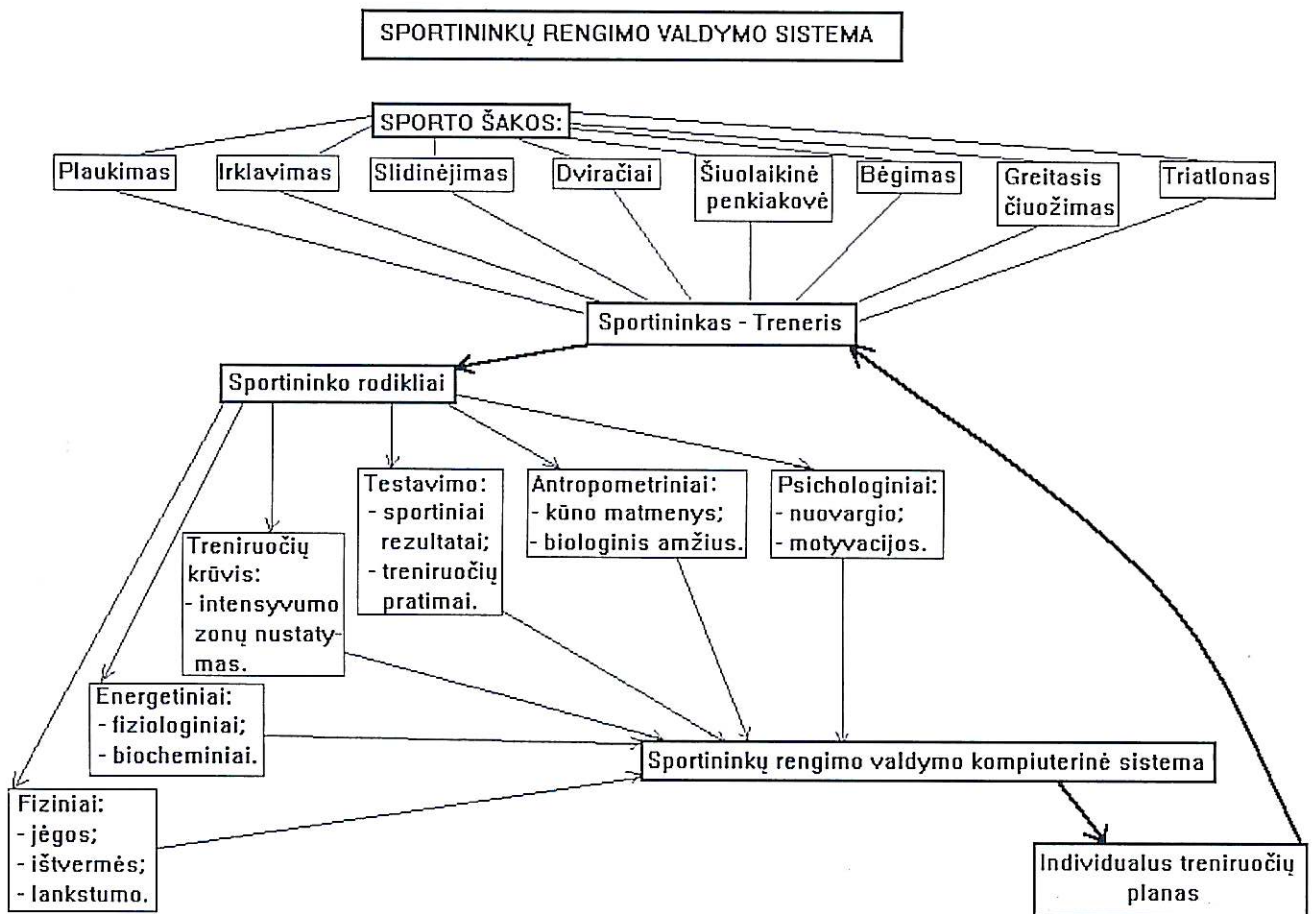 SPORTININKŲ RENGIMO VALDYMO SISTEMA
SPORTO ŠAKOS:
Plaukimas
Irklavimas
Slidinėjimas
Dviračiai
Šiuolaikinė
penkiakovė
Bėgimas
Greitasis
čiuožimas
Triatlonas
Sportininkas - Treneris
Sportininko rodikliai
Testavimo:
- sportiniai
rezultatai;
- treniruočių
pratimai.
Antropometriniai:
- kūno matmenys;
- biologinis amžius.
Psichologiniai:
- nuovargio;
- motyvacijos.
Treniruočių
krūvis:
- intensyvumo
zonų nustaty-
mas.
Energetiniai:
- fiziologiniai;
- biocheminiai.
Fiziniai:
- jėgos;
- ištvermės;
- lankstumo.
Sportininkų rengimo valdymo kompiuterinė sistema
Individualus treniruočių
planas